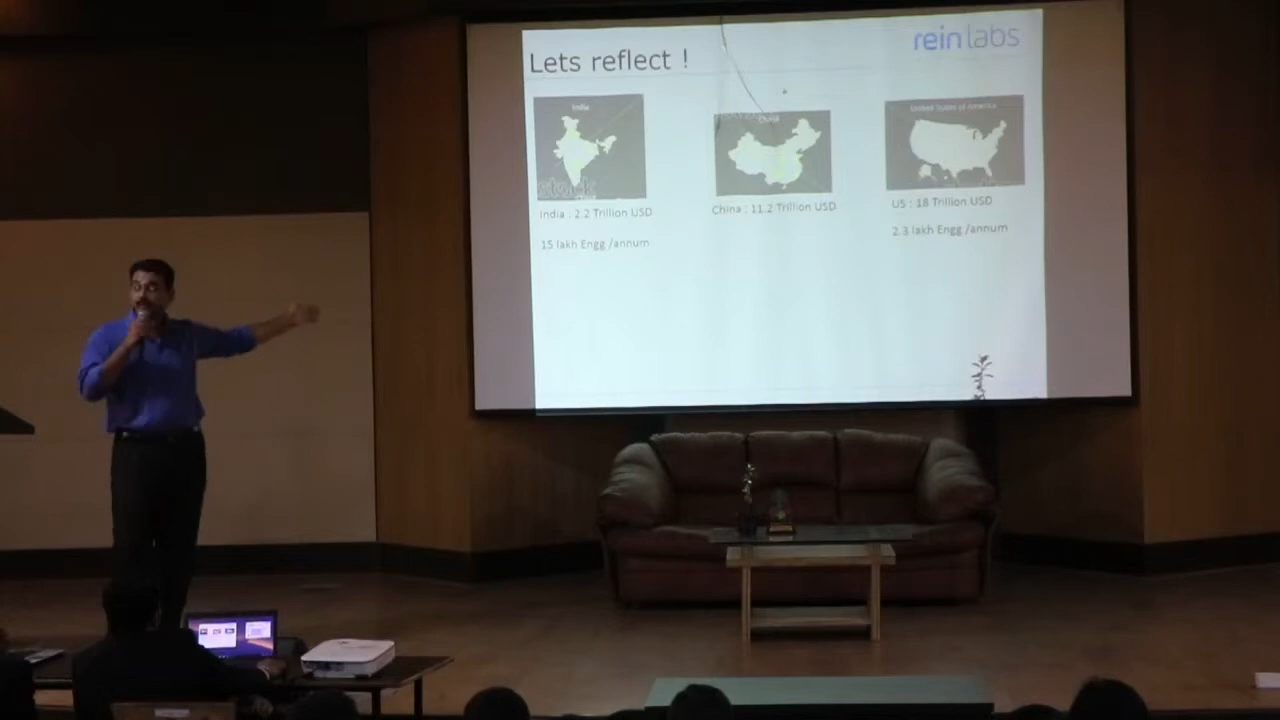 rein labs
Lets reflect !
India
China
United States of America
India : 2.2 Trillion USD
China : 11.2 Trillion USD
US : 18 Trillion USD
15 lakh Engg /annum
2.3 lakh Engg /annum